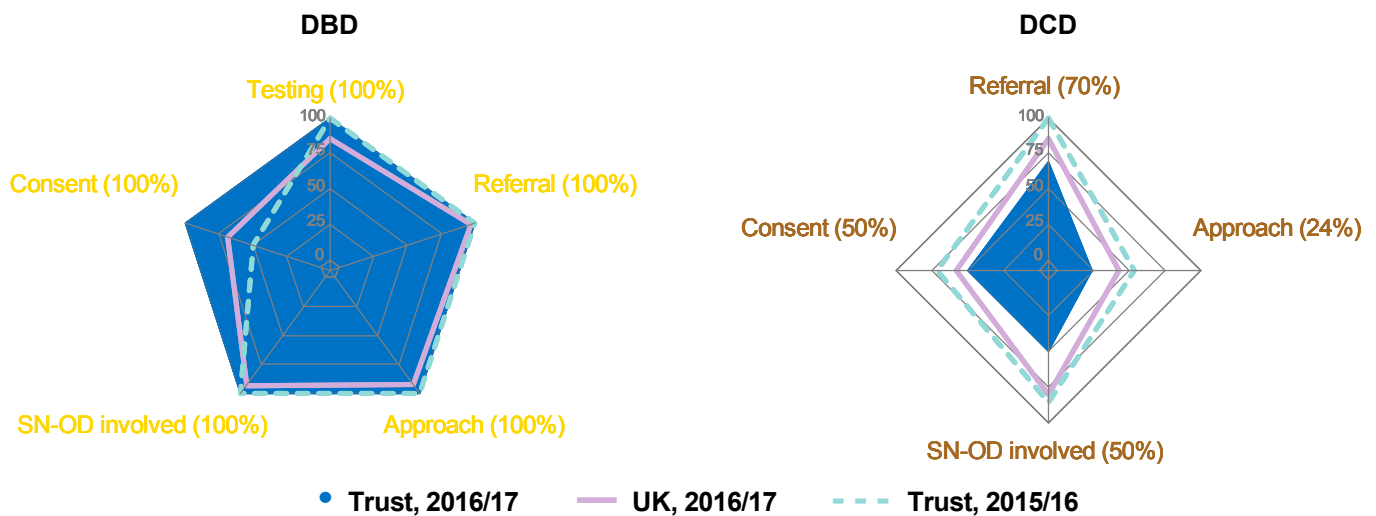 DBD
Testing (100%)
100
75
50
25
0
Consent (100%)
Referral (100%)
SN-OD involved (100%)
Approach (100%)
DCD
Referral (70%)
100
75
50
25
0
Consent (50%)
Approach (24%)
SN-OD involved (50%)
Trust, 2016/17
UK, 2016/17
Trust, 2015/16